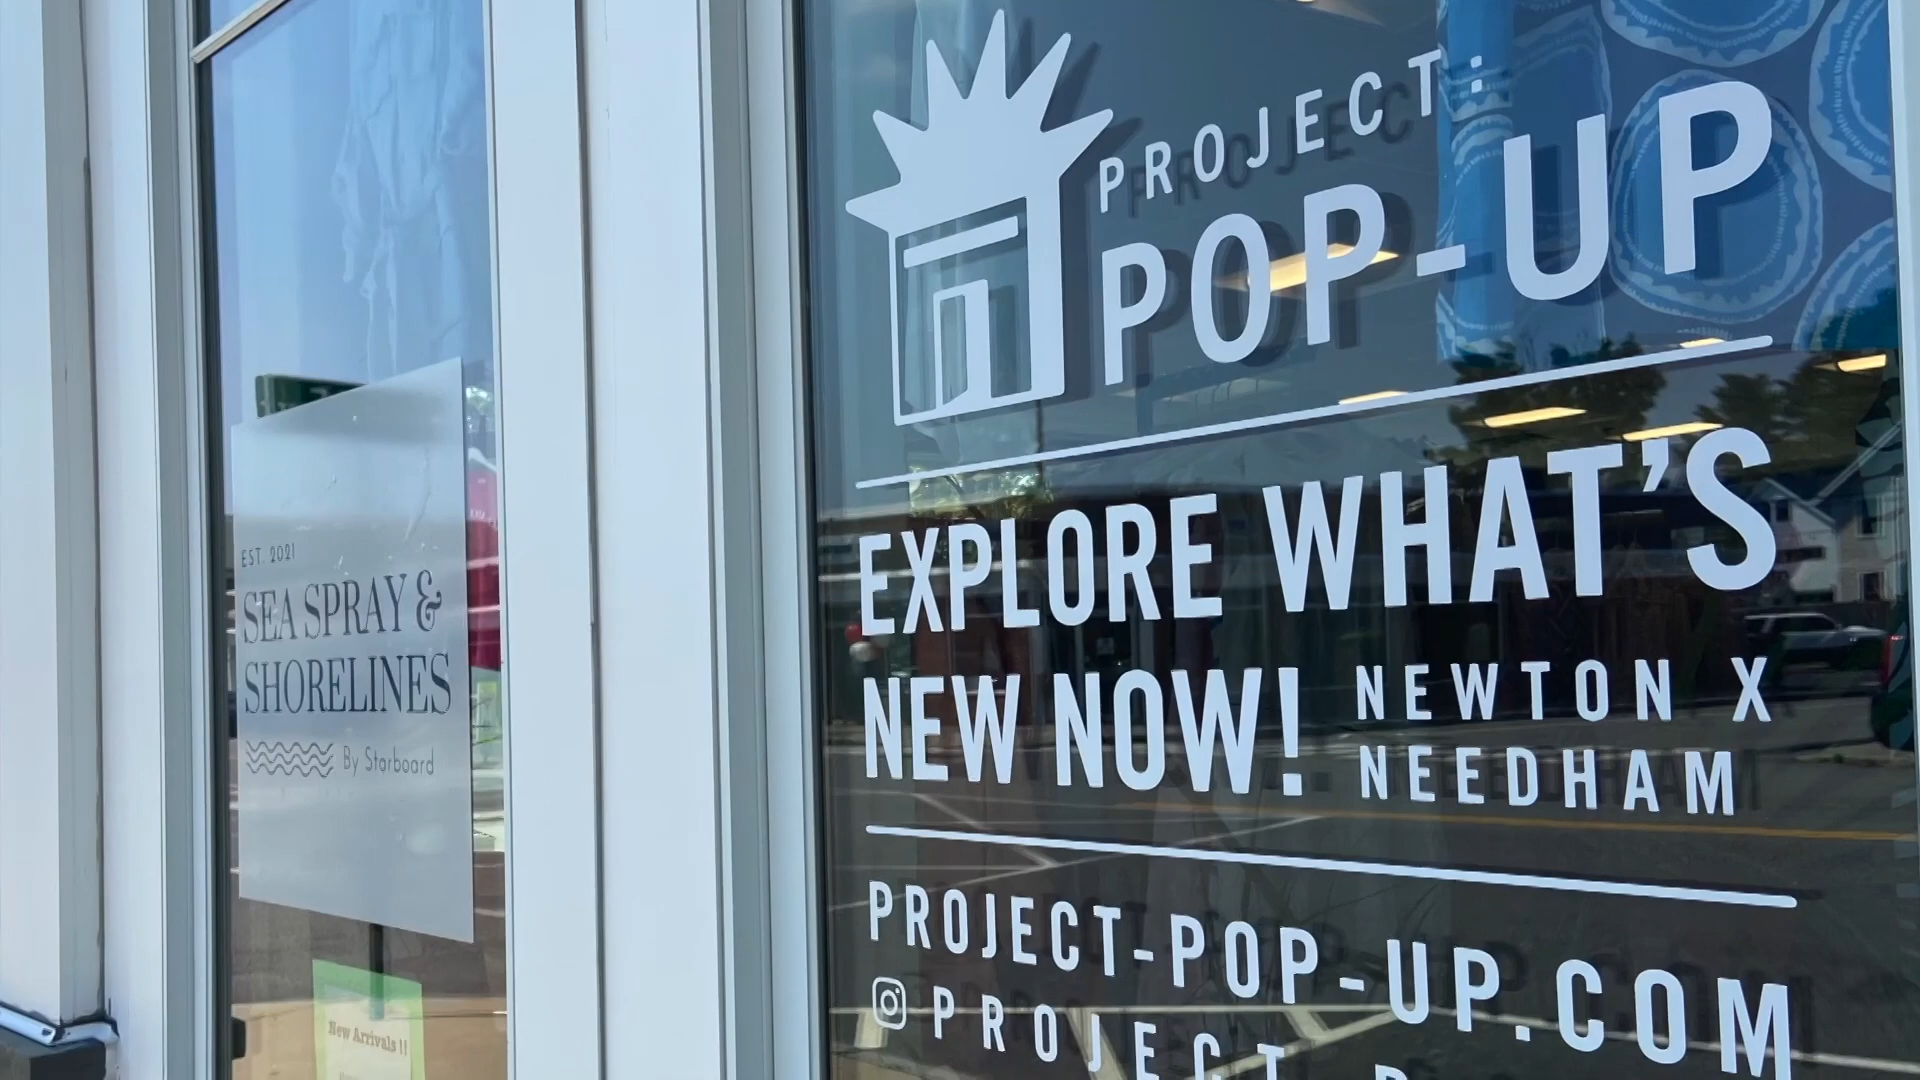 EST. 2021
SEA SPRAY &
SHORELINES
By Starboard
New Arrivals !!
PROJECT:
POP-UP
EXPLORE WHAT'S
NEW NOW!
NEWTON X
NEEDHAM
PROJECT-POP-UP.COM
PROJECT